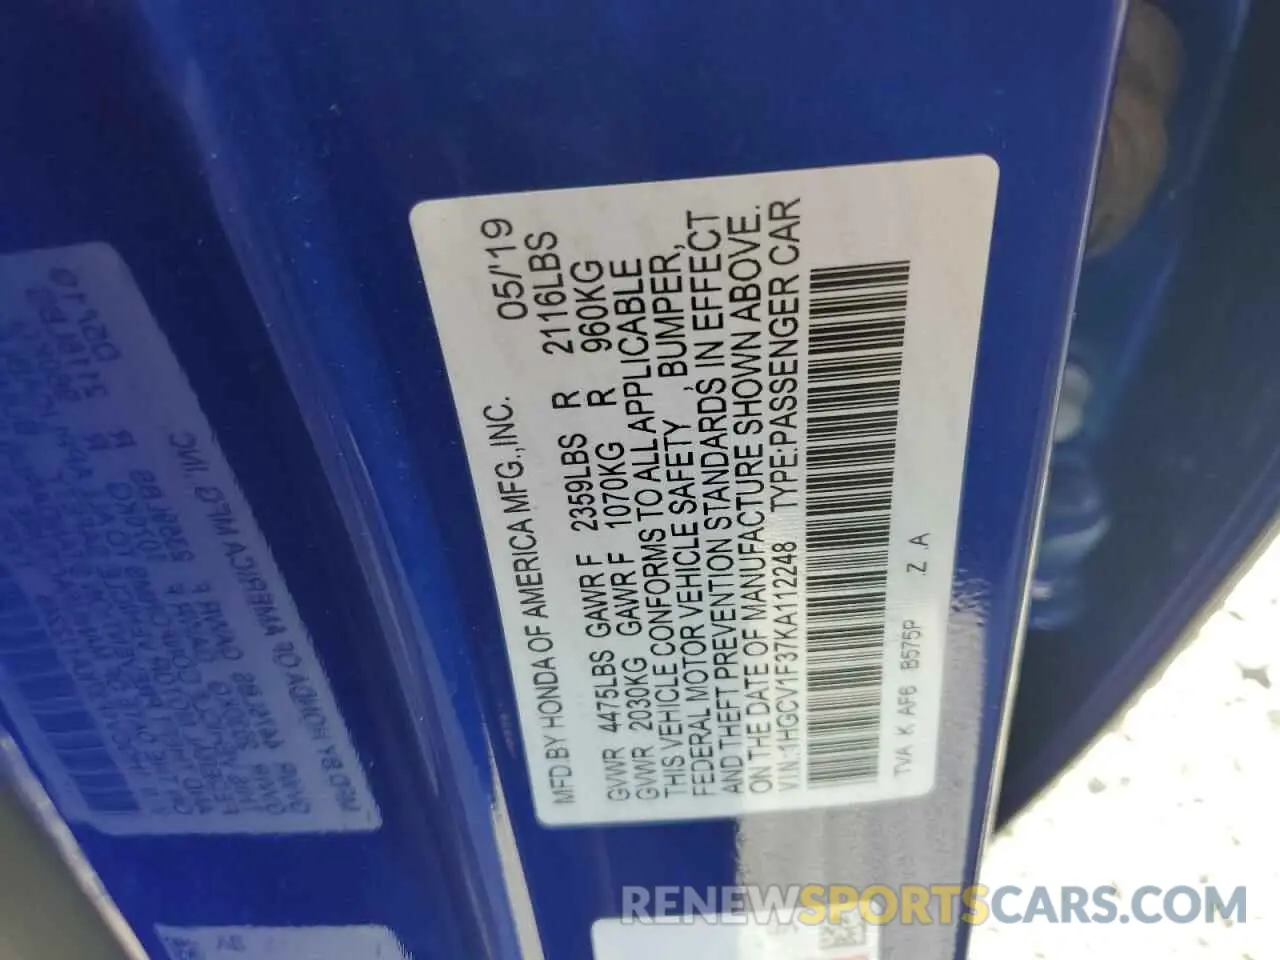 MFD.BY HONDA OF AMERICA MFG.,INC. 05/'19
GVWR 4475LBS GAWR F 2359LBS R 2116LBS
GVWR 2030KG GAWR F 1070KG R 960KG
THIS VEHICLE CONFORMS TO ALL APPLICABLE
FEDERAL MOTOR VEHICLE SAFETY , BUMPER,
AND THEFT PREVENTION STANDARDS IN EFFECT
ON THE DATE OF MANUFACTURE SHOWN ABOVE.
VIN:1HGCV1F37KA112248 TYPE:PASSENGER CAR
TVA K AF6 B575P .Z .A
RENEWSPORTSCARS.COM